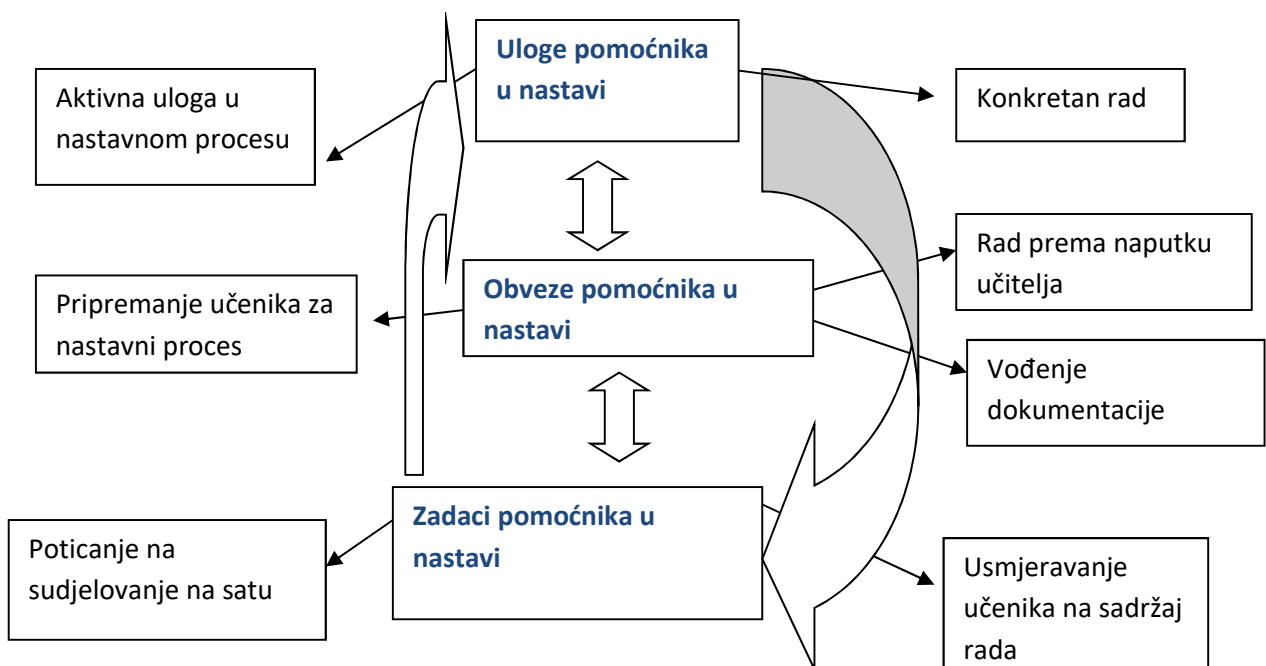 Uloge pomoćnika
u nastavi
Aktivna uloga u
nastavnom procesu
Konkretan rad
Obveze pomoćnika u
nastavi
Pripremanje učenika za
nastavni proces
Rad prema naputku
učitelja
Vođenje
dokumentacije
Zadaci pomoćnika u
nastavi
Poticanje na
sudjelovanje na satu
Usmjeravanje
učenika na sadržaj
rada